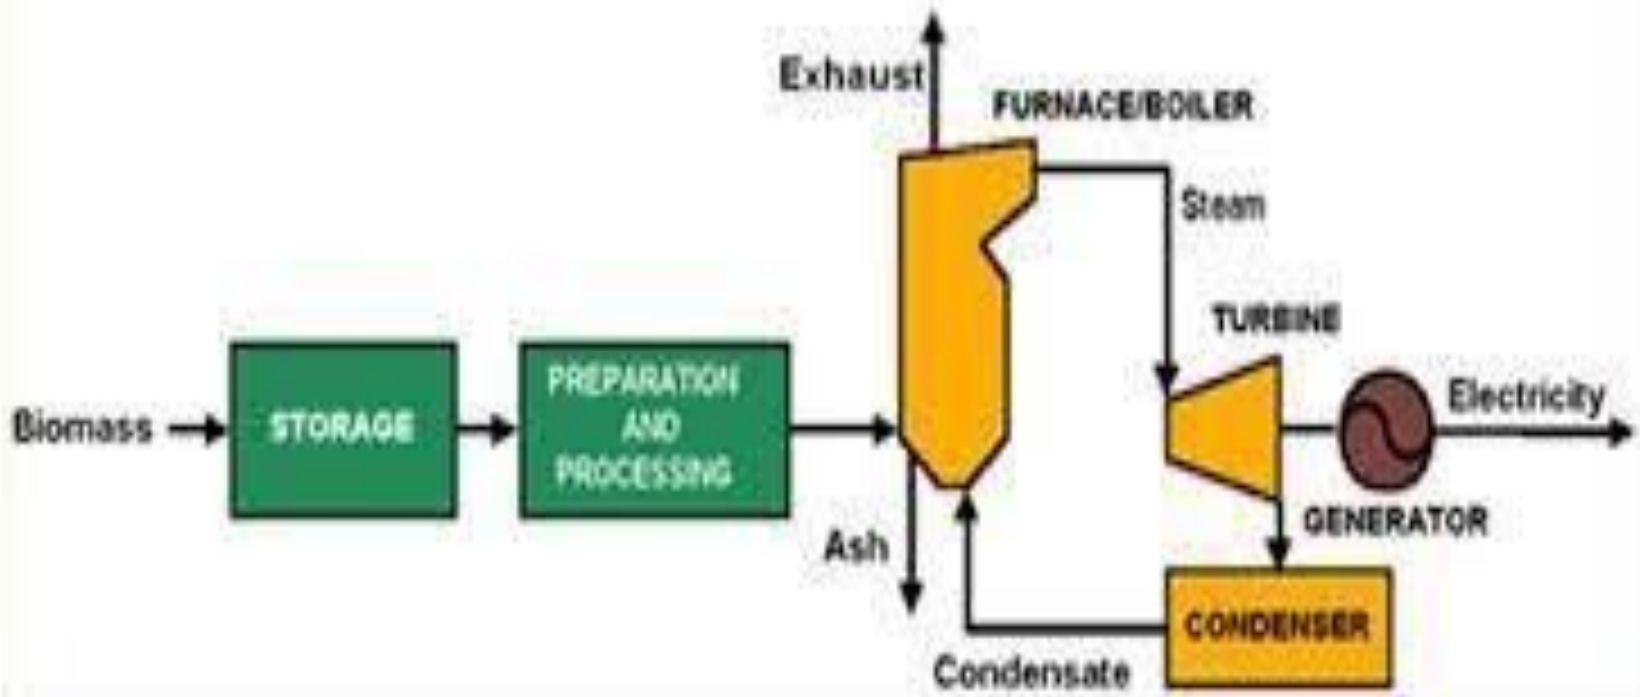 Exhaust
FURNACE/BOILER
Steam
TURBINE
Biomass
STORAGE
PREPARATION
AND
PROCESSING
Electricity
GENERATOR
Ash
CONDENSER
Condensate